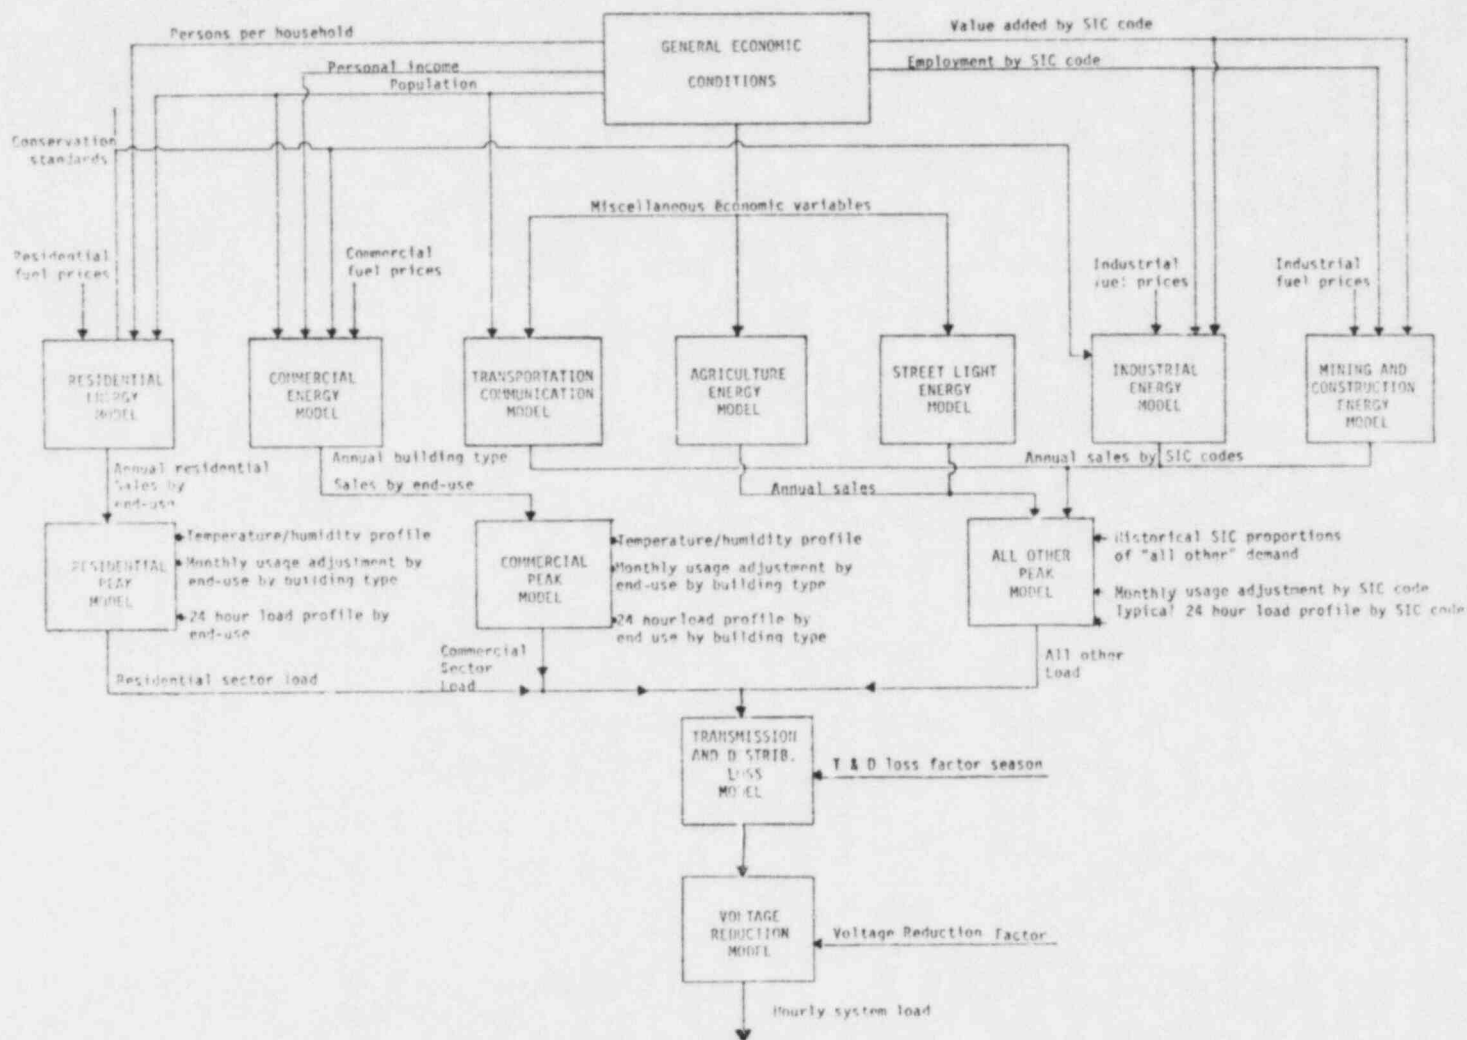 Persons per household
GENERAL ECONOMIC
CONDITIONS
Value added by SIC code
Personal income
Employment by SIC code
Population
Conservation
standards
Miscellaneous Economic variables
Residential
fuel prices
Commercial
fuel prices
Industrial
fuel prices
Industrial
fuel prices
RESIDENTIAL
ENERGY
MODEL
COMMERCIAL
ENERGY
MODEL
TRANSPORTATION
COMMUNICATION
MODEL
AGRICULTURE
ENERGY
MODEL
STREET LIGHT
ENERGY
MODEL
INDUSTRIAL
ENERGY
MODEL
MINING AND
CONSTRUCTION
ENERGY
MODEL
Annual residential
Sales by
end-use
Annual building type
Sales by end-use
Annual sales
Annual sales by SIC codes
RESIDENTIAL
PEAK
MODEL
Temperature/humidity profile
Monthly usage adjustment by
end-use by building type
24 hour load profile by
end-use
COMMERCIAL
PEAK
MODEL
Temperature/humidity profile
Monthly usage adjustment by
end-use by building type
24 hour load profile by
end use by building type
ALL OTHER
PEAK
MODEL
Historical SIC proportions
of "all other" demand
Monthly usage adjustment by SIC code
Typical 24 hour load profile by SIC code
Residential sector load
Commercial
Sector
Load
All other
Load
TRANSMISSION
AND DISTRIB.
LOSS
MODEL
T & D loss factor season
VOLTAGE
REDUCTION
MODEL
Voltage Reduction Factor
Hourly system load